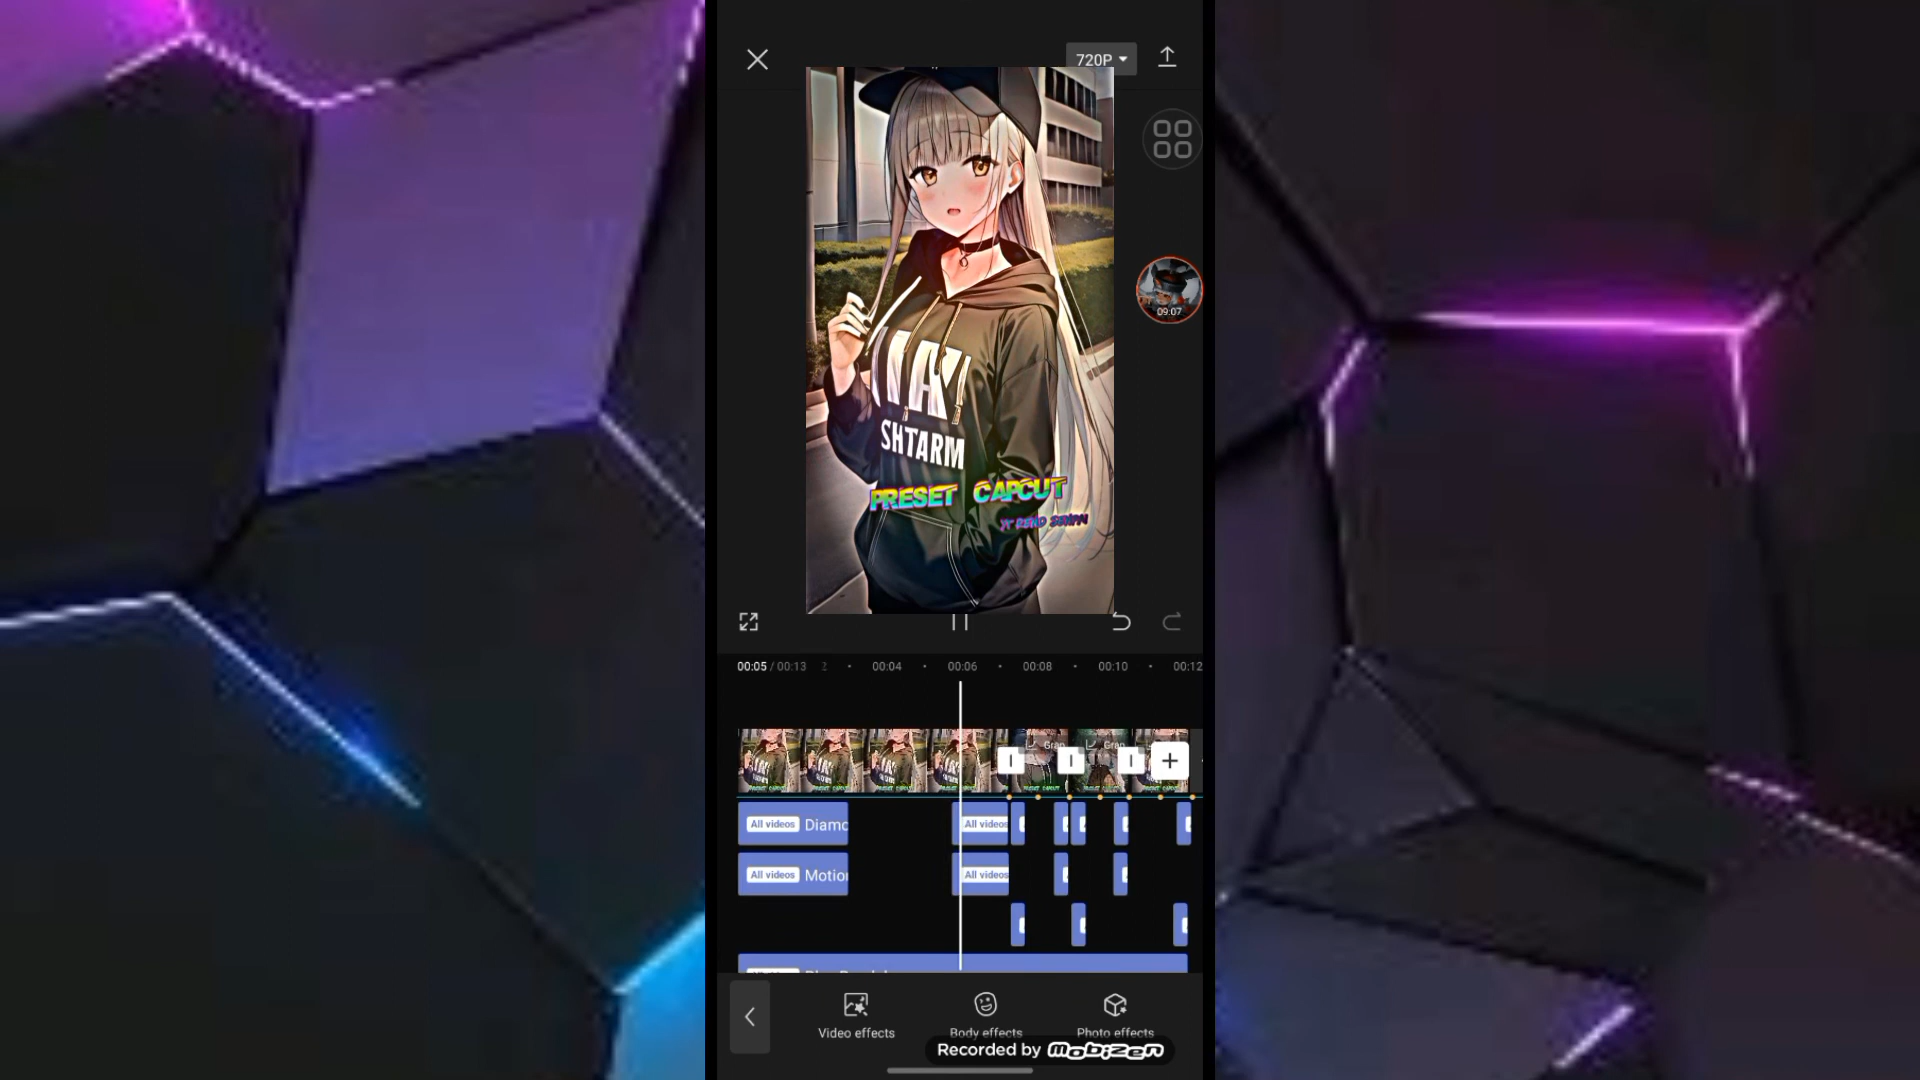 720P
09:07
SHTARM
PRESET CAPCUT
00:05 / 00:13
00:04
00:06
00:08
00:10
00:12
All videos Diamo
All videos
All videos Motio
All videos
Video effects
Body effects
Photo effects
Recorded by mobizen